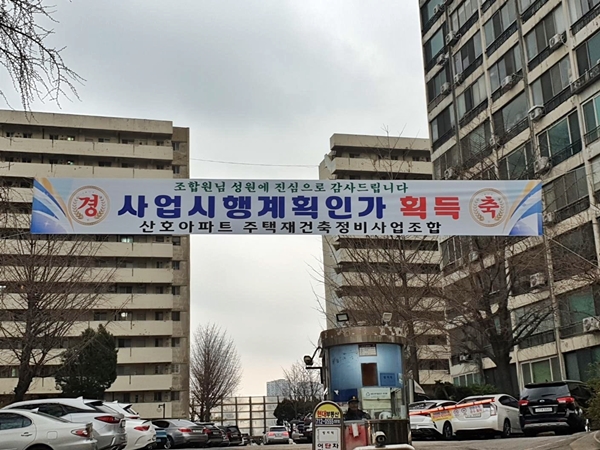 조합원님 성원에 진심으로 감사드립니다
경 사업시행계획인가 획득 축
산호아파트 주택재건축정비사업조합